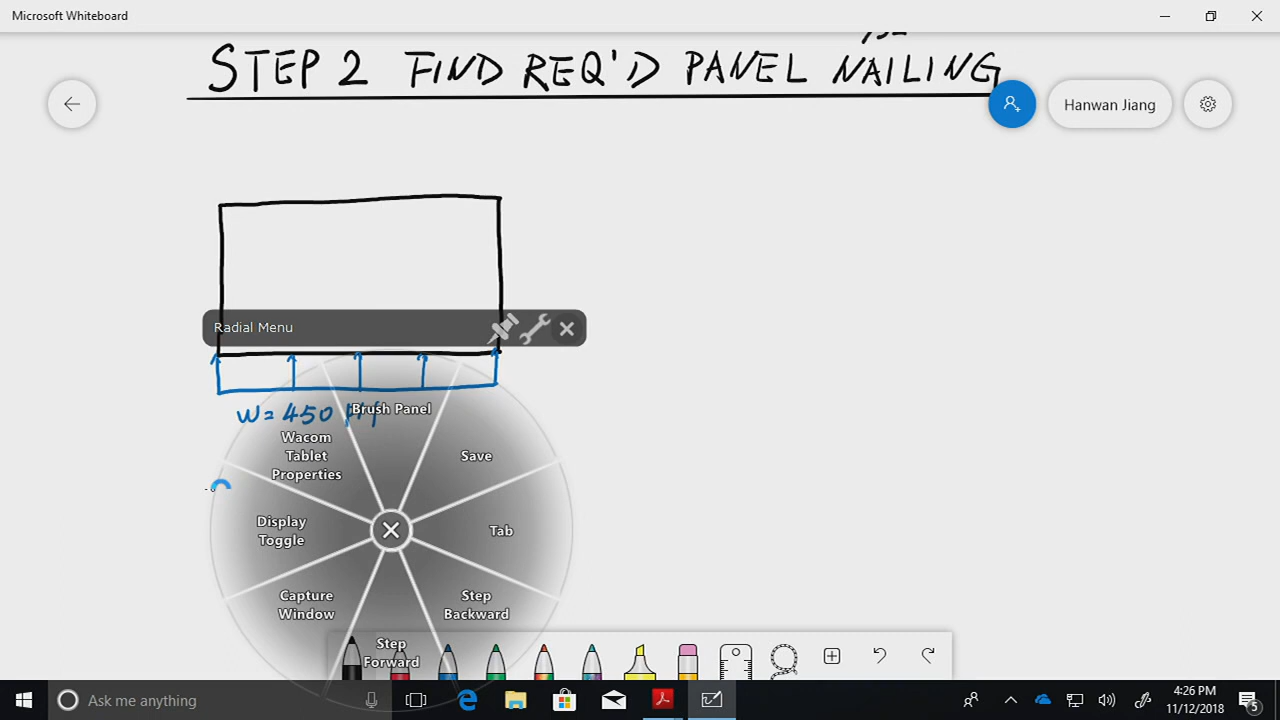 Microsoft Whiteboard
STEP 2 FIND REQ'D PANEL NAILING
Hanwan Jiang
Radial Menu
W = 450
Brush Panel
Wacom
Tablet
Properties
Save
Display
Toggle
Tab
Capture
Window
Step
Backward
Step
Forward
Ask me anything
4:26 PM
11/12/2018
5